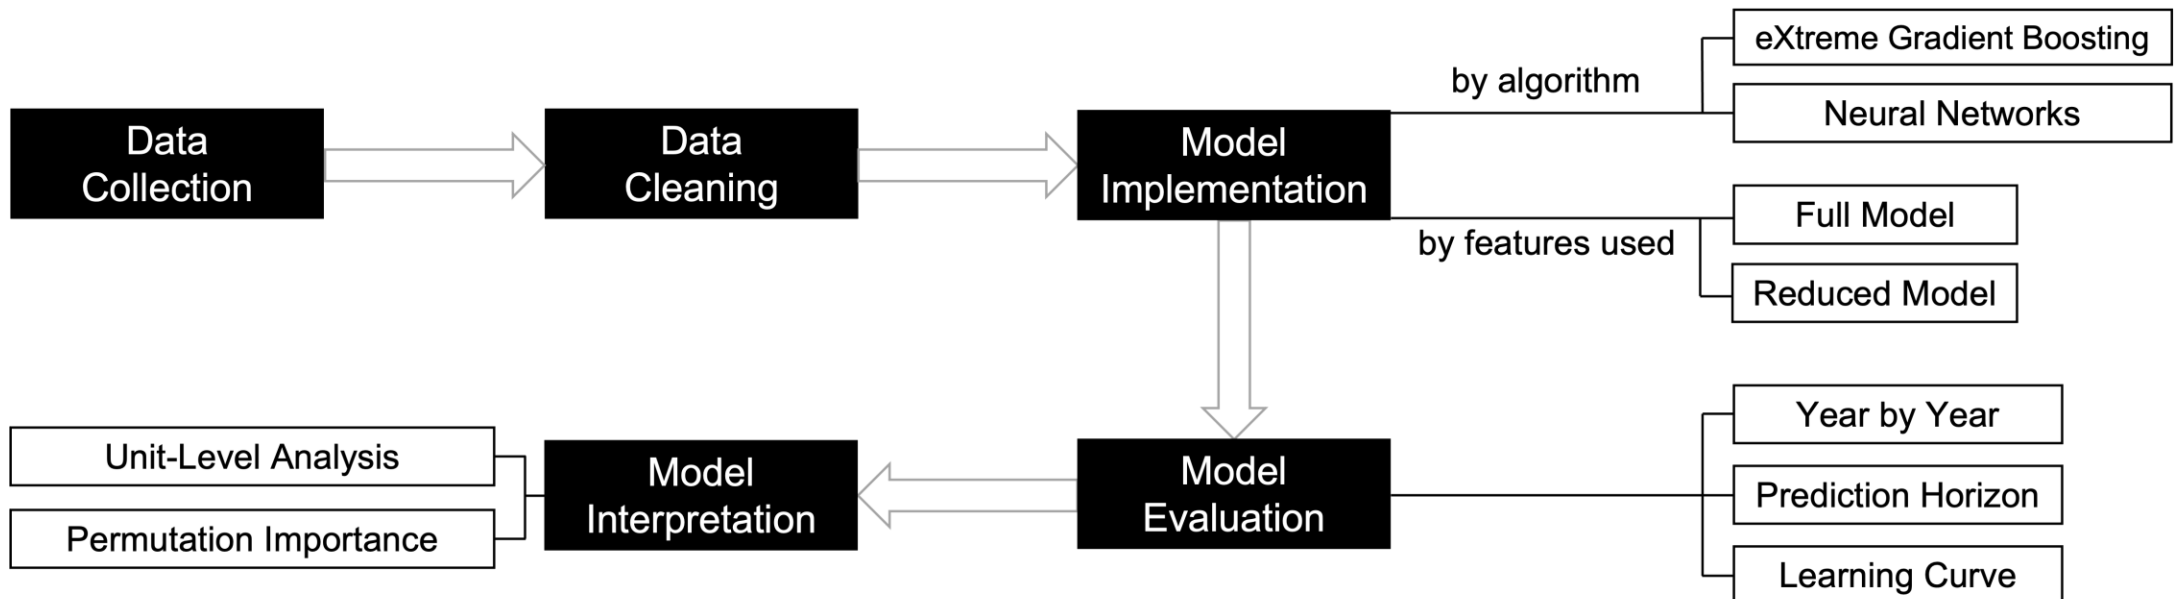 Data
Collection
Data
Cleaning
Model
Implementation
by algorithm
eXtreme Gradient Boosting
Neural Networks
by features used
Full Model
Reduced Model
Model
Evaluation
Year by Year
Prediction Horizon
Learning Curve
Model
Interpretation
Unit-Level Analysis
Permutation Importance